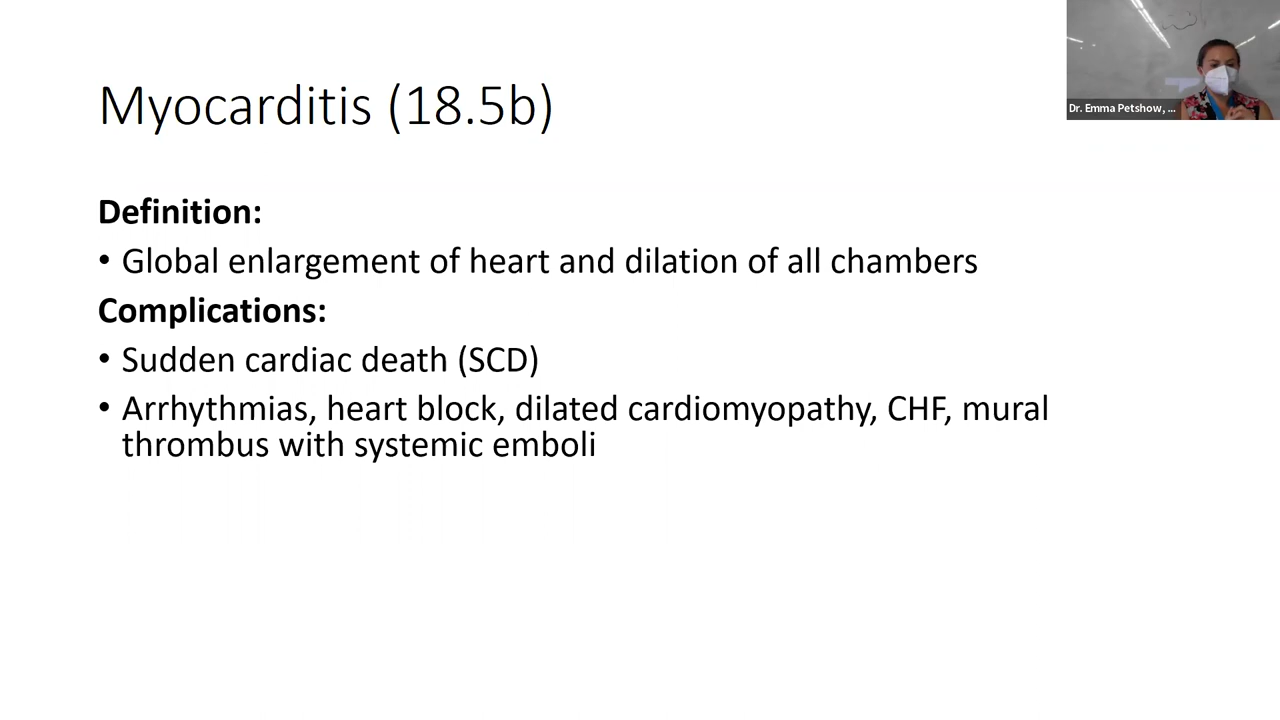 Myocarditis (18.5b)
Dr. Emma Petshow, ...
Definition:
• Global enlargement of heart and dilation of all chambers
Complications:
• Sudden cardiac death (SCD)
• Arrhythmias, heart block, dilated cardiomyopathy, CHF, mural
thrombus with systemic emboli